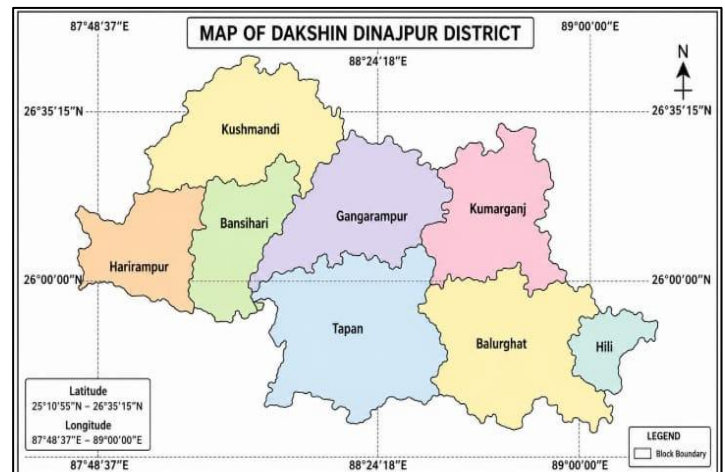 87°48'37"E
MAP OF DAKSHIN DINAJPUR DISTRICT
89°00'00"E
88°24'18"E
N
26°35'15"N
26°35'15"N
Kushmandi
Bansihari
Gangarampur
Kumarganj
Harirampur
26°00'00"N
26°00'00"N
Tapan
Balurghat
Hili
Latitude
25°10'55"N – 26°35'15"N
Longitude
87°48'37"E – 89°00'00"E
LEGEND
Block Boundary
87°48'37"E
88°24'18"E
89°00'00"E